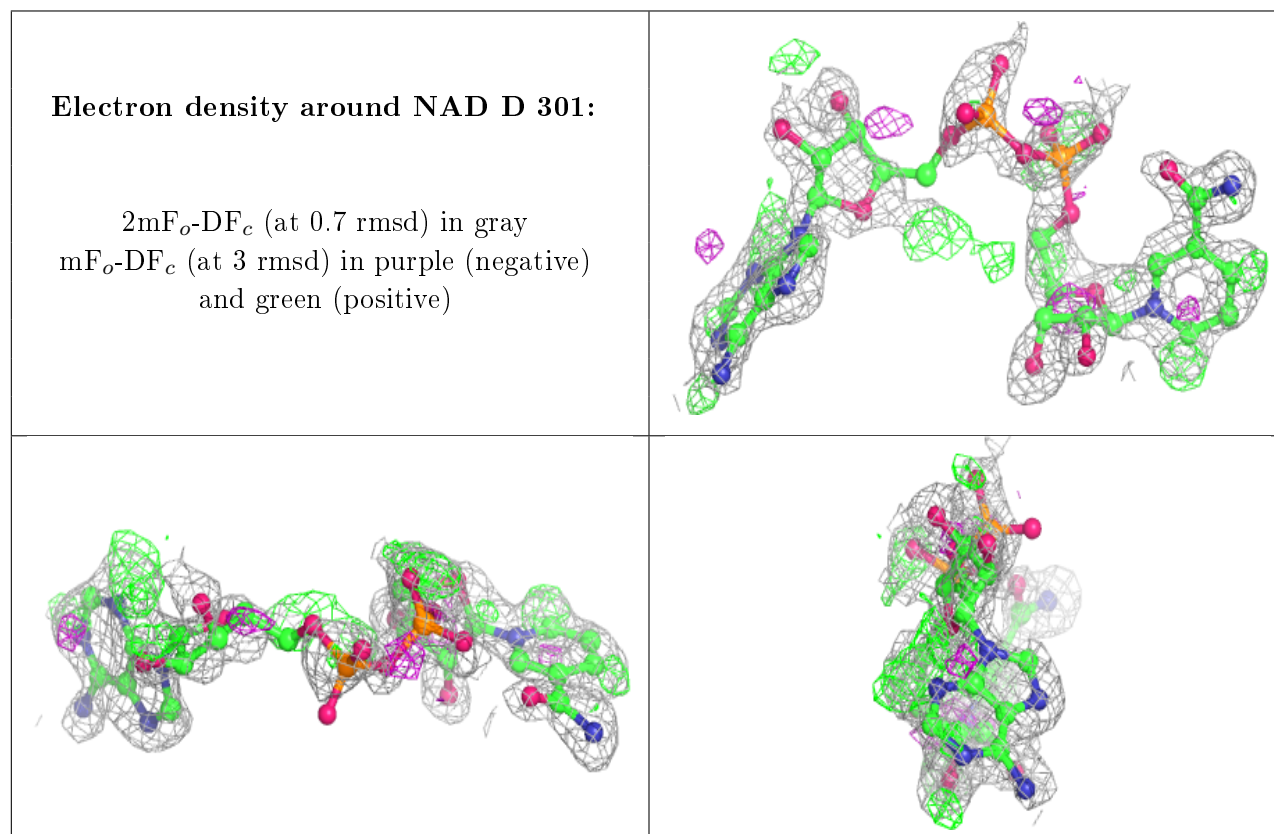 Electron density around NAD D 301:
2mFo-DFc (at 0.7 rmsd) in gray
mFo-DFc (at 3 rmsd) in purple (negative)
and green (positive)